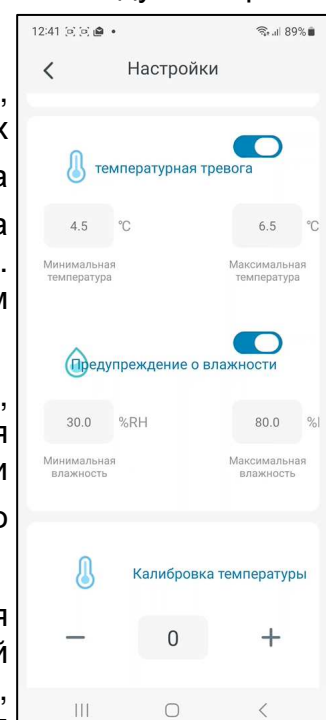 12:41
89%
Настройки
температурная тревога
4.5 °C 6.5 °C
Минимальная температура
Максимальная температура
Предупреждение о влажности
30.0 %RH 80.0 %
Минимальная влажность
Максимальная влажность
Калибровка температуры
− 0 +